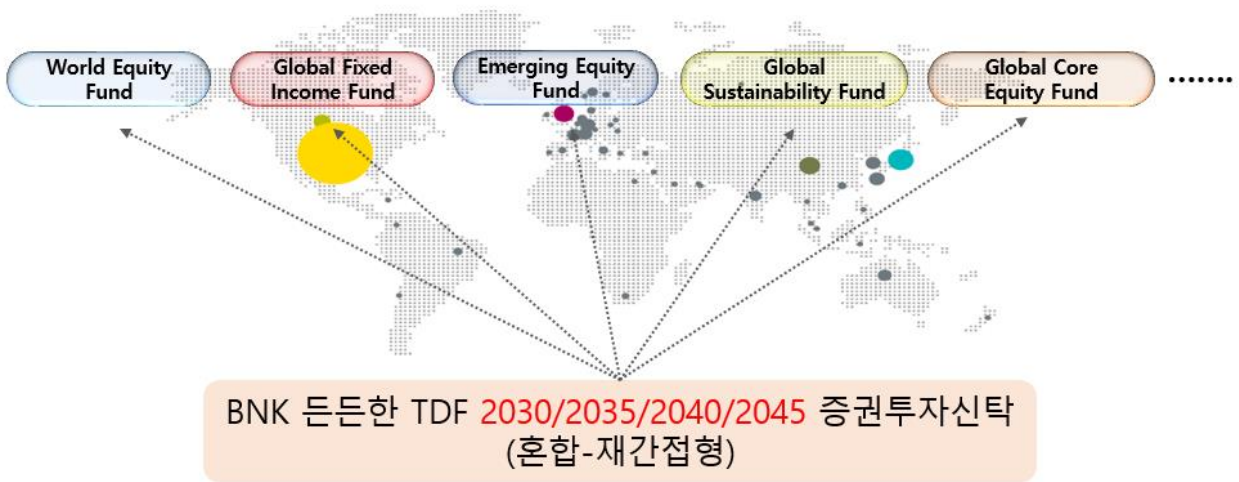 World Equity
Fund
Global Fixed
Income Fund
Emerging Equity
Fund
Global
Sustainability Fund
Global Core
Equity Fund
.......
BNK 든든한 TDF 2030/2035/2040/2045 증권투자신탁
(혼합-재간접형)